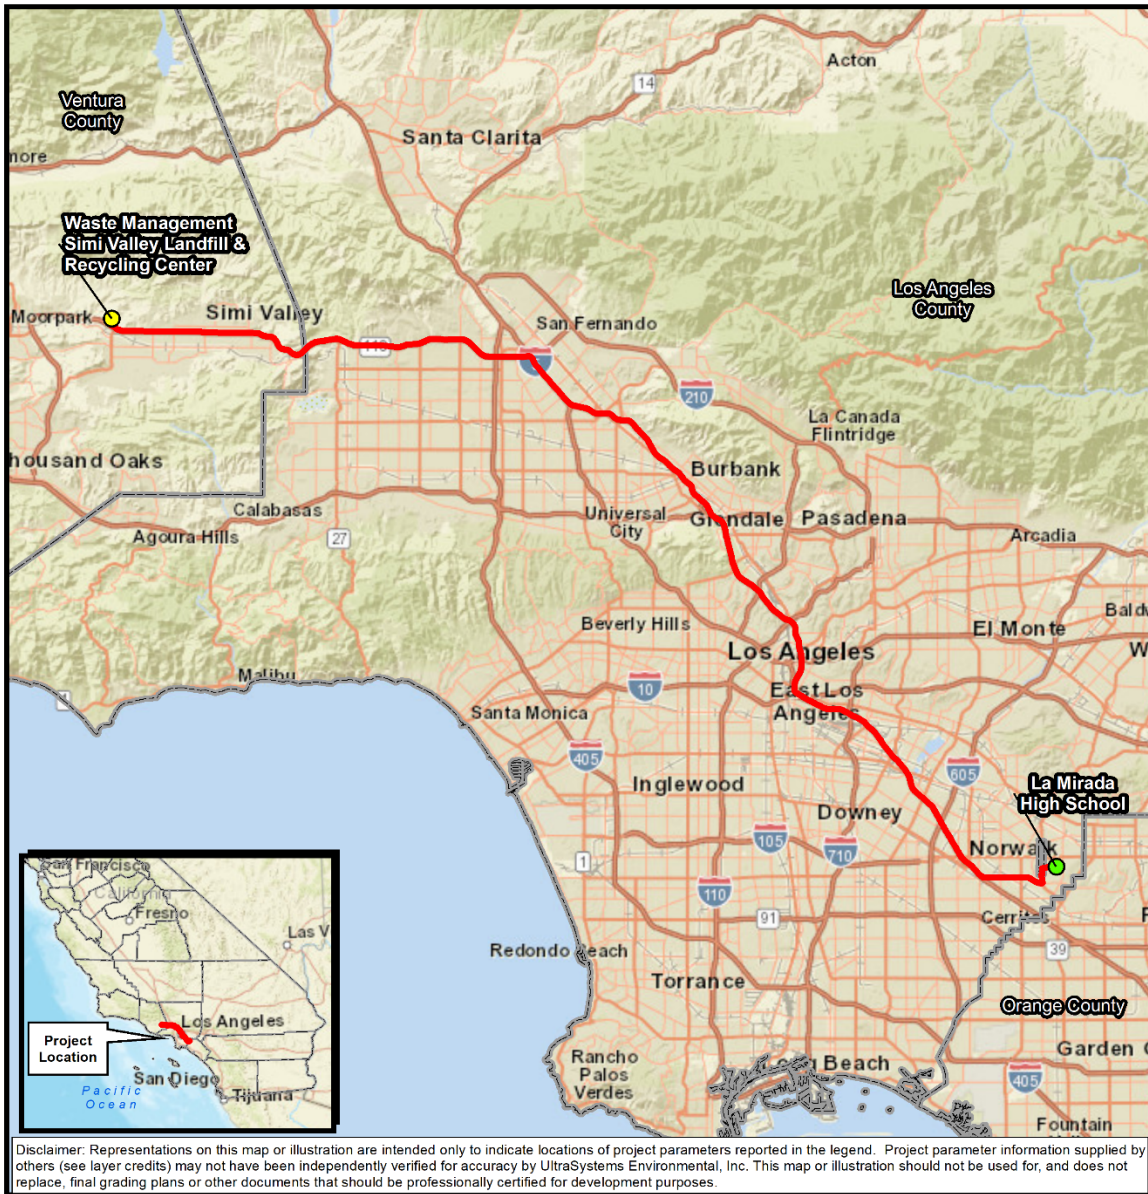 Acton
14
Ventura
County
Santa Clarita
more
Waste Management
Simi Valley Landfill &
Recycling Center
Los Angeles
County
Moorpark
Simi Valley
San Fernando
118
5
210
La Canada
Flintridge
housand Oaks
Burbank
Calabasas
Universal
City
Glendale
Pasadena
Agoura Hills
27
Arcadia
Baldw
Beverly Hills
El Monte
Los Angeles
W
Malibu
1
10
East Los
Angeles
Santa Monica
405
605
Inglewood
La Mirada
High School
Downey
105
710
Norwalk
1
110
91
Cerritos
39
Redondo Beach
Torrance
Orange County
Garden G
Rancho
Palos
Verdes
Long Beach
405
Fountain
San Francisco
California
Fresno
Las V
Los Angeles
Project
Location
San Diego
Tijuana
Pacific
Ocean
Disclaimer: Representations on this map or illustration are intended only to indicate locations of project parameters reported in the legend. Project parameter information supplied by
others (see layer credits) may not have been independently verified for accuracy by UltraSystems Environmental, Inc. This map or illustration should not be used for, and does not
replace, final grading plans or other documents that should be professionally certified for development purposes.